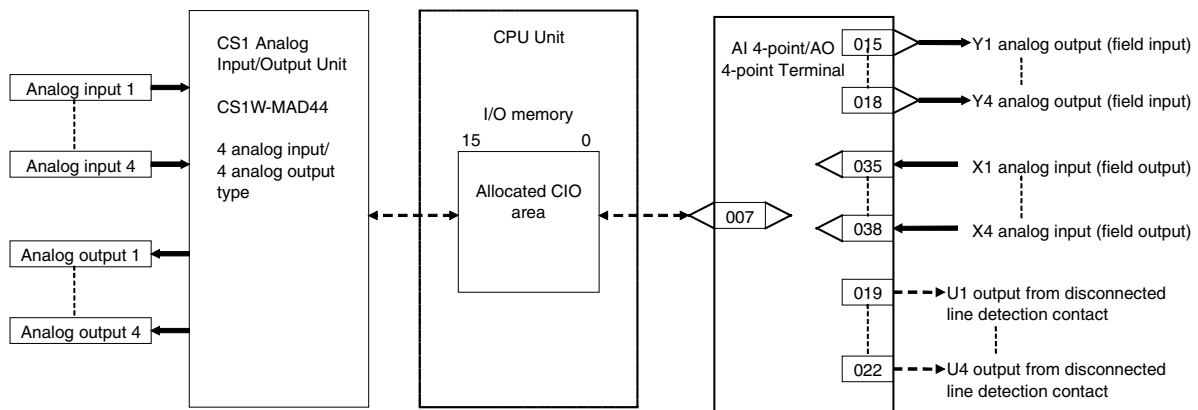 CS1 Analog
Input/Output Unit
CS1W-MAD44
4 analog input/
4 analog output
type
Analog input 1
Analog input 4
Analog output 1
Analog output 4
CPU Unit
I/O memory
15 0
Allocated CIO
area
AI 4-point/AO
4-point Terminal
007
015
Y1 analog output (field input)
018
Y4 analog output (field input)
035
X1 analog input (field output)
038
X4 analog input (field output)
019
U1 output from disconnected
line detection contact
022
U4 output from disconnected
line detection contact